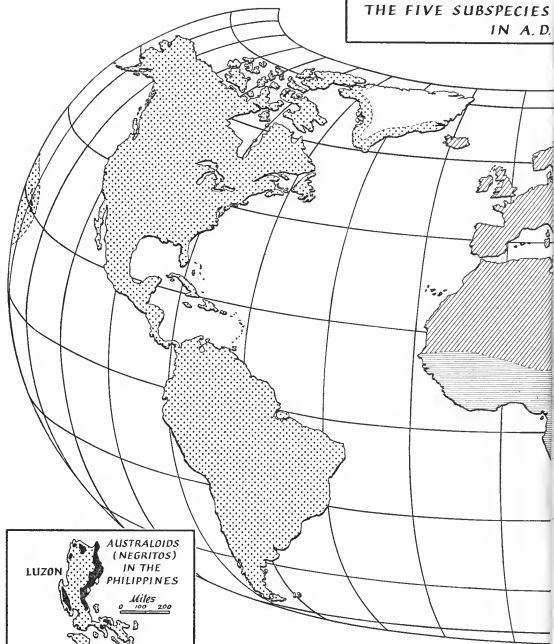 THE FIVE SUBSPECIES
IN A.D.
AUSTRALOIDS
(NEGRITOS)
IN THE
PHILIPPINES
LUZON
Miles
0 100 200